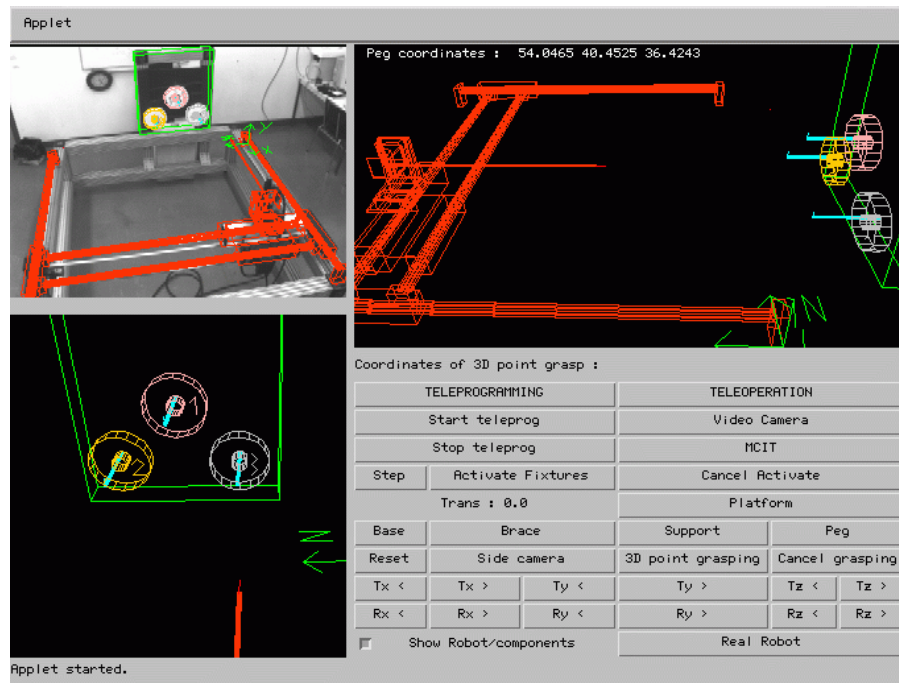 Applet
Peg coordinates : 54.0465 40.4525 36.4243
Y
X
1
2
3
Z
N
Coordinates of 3D point grasp :
TELEPROGRAMMING TELEOPERATION
Start teleprog Video Camera
Stop teleprog MCIT
Step Activate Fixtures Cancel Activate
Trans : 0.0 Platform
Base Brace Support Peg
Reset Side camera 3D point grasping Cancel grasping
Tx < Tx > Ty < Ty > Tz < Tz >
Rx < Rx > Ry < Ry > Rz < Rz >
Show Robot/components Real Robot
Applet started.